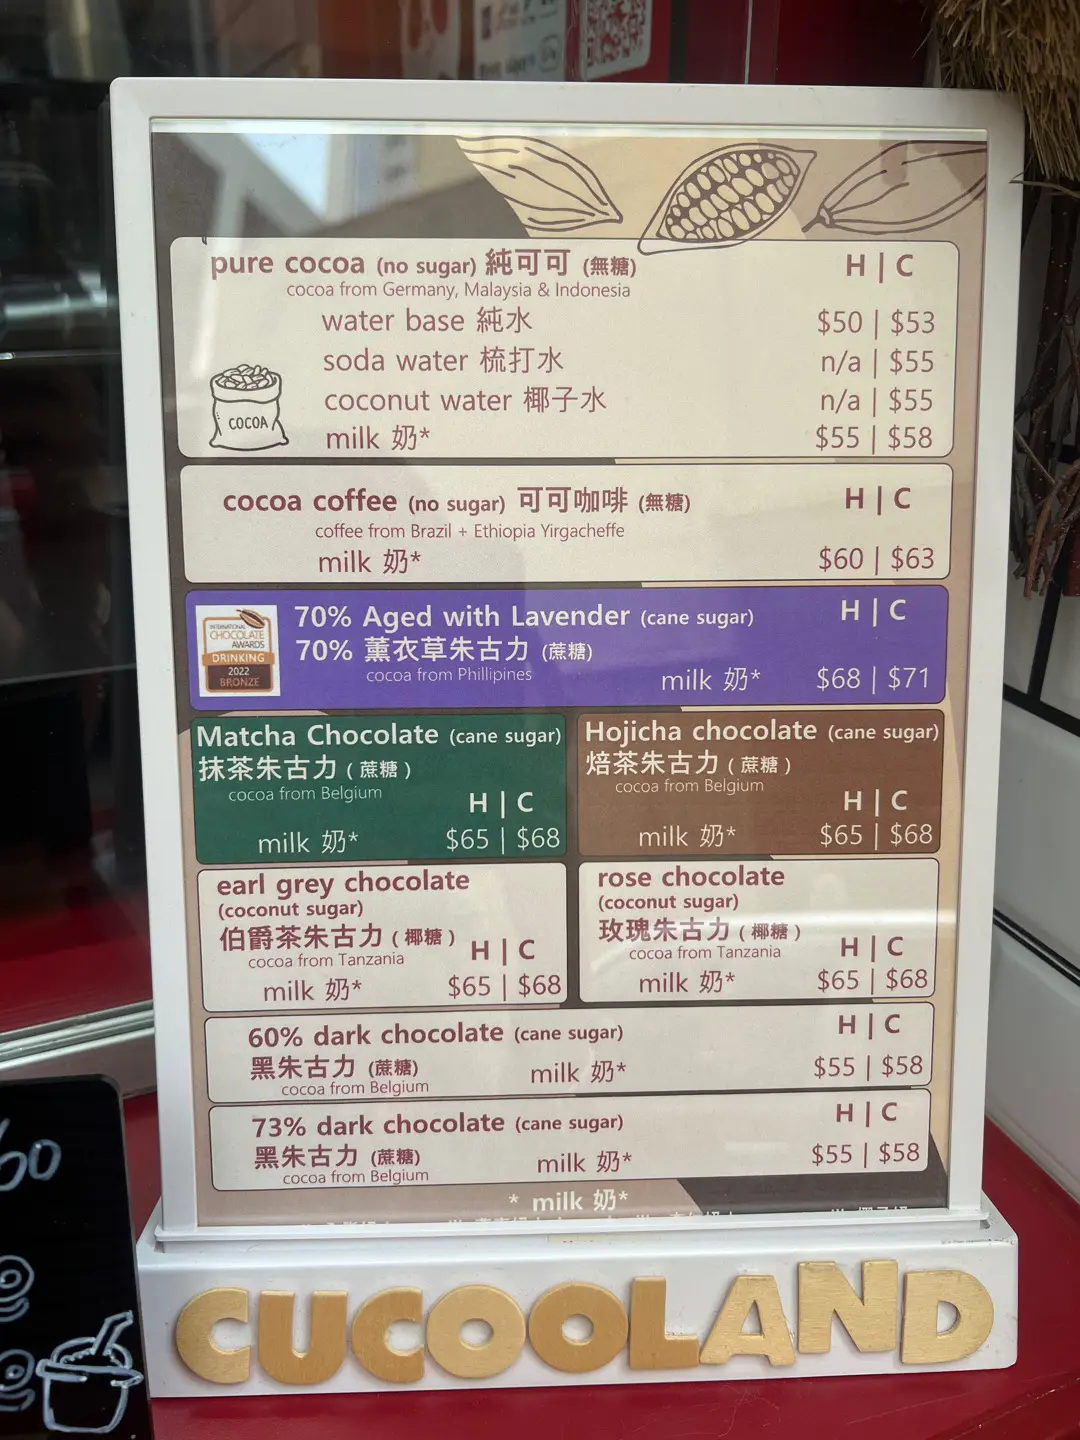 pure cocoa (no sugar) 純可可 (無糖) H | C
cocoa from Germany, Malaysia & Indonesia
water base 純水 $50 | $53
soda water 梳打水 n/a | $55
coconut water 椰子水 n/a | $55
milk 奶* $55 | $58
COCOA
cocoa coffee (no sugar) 可可咖啡 (無糖) H | C
coffee from Brazil + Ethiopia Yirgacheffe
milk 奶* $60 | $63
INTERNATIONAL
CHOCOLATE
AWARDS
DRINKING
2022
BRONZE
70% Aged with Lavender (cane sugar) H | C
70% 薰衣草朱古力 (蔗糖)
cocoa from Phillipines milk 奶* $68 | $71
Matcha Chocolate (cane sugar)
抹茶朱古力 ( 蔗糖 )
cocoa from Belgium
H | C
milk 奶* $65 | $68
Hojicha chocolate (cane sugar)
焙茶朱古力 ( 蔗糖 )
cocoa from Belgium
H | C
milk 奶* $65 | $68
earl grey chocolate
(coconut sugar)
伯爵茶朱古力 ( 椰糖 ) H | C
cocoa from Tanzania
milk 奶* $65 | $68
rose chocolate
(coconut sugar)
玫瑰朱古力 ( 椰糖 ) H | C
cocoa from Tanzania
milk 奶* $65 | $68
60% dark chocolate (cane sugar) H | C
黑朱古力 (蔗糖) milk 奶* $55 | $58
cocoa from Belgium
73% dark chocolate (cane sugar) H | C
黑朱古力 (蔗糖) milk 奶* $55 | $58
cocoa from Belgium
* milk 奶*
CUCOOLAND